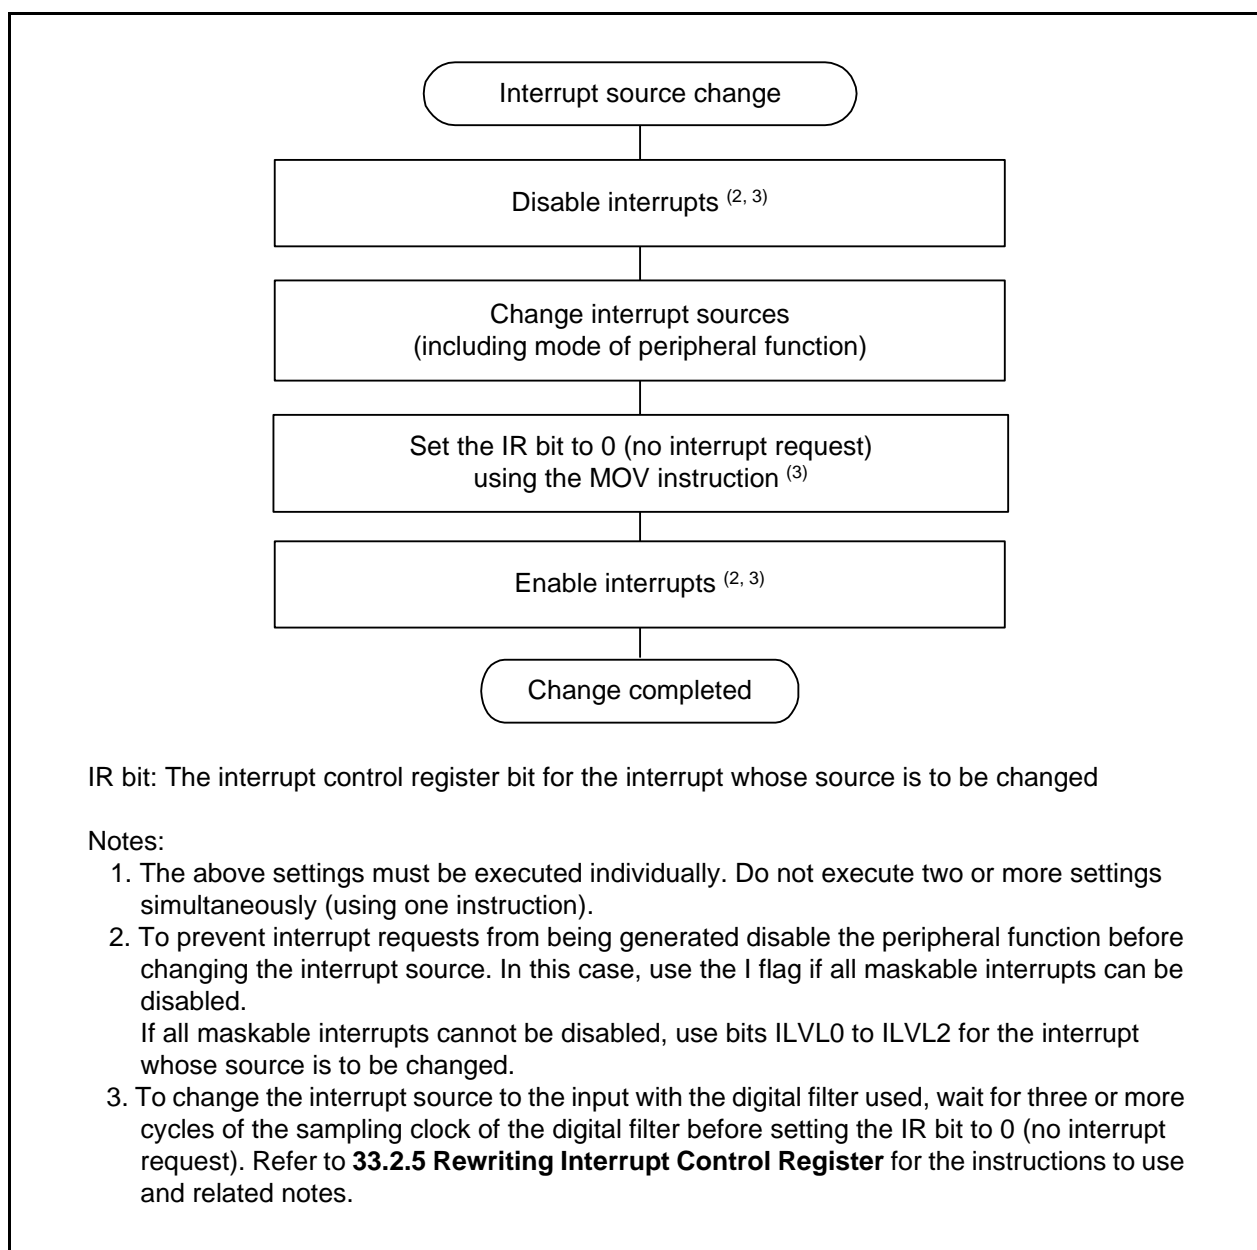 Interrupt source change
Disable interrupts (2, 3)
Change interrupt sources
(including mode of peripheral function)
Set the IR bit to 0 (no interrupt request)
using the MOV instruction (3)
Enable interrupts (2, 3)
Change completed
IR bit: The interrupt control register bit for the interrupt whose source is to be changed
Notes:
1. The above settings must be executed individually. Do not execute two or more settings
simultaneously (using one instruction).
2. To prevent interrupt requests from being generated disable the peripheral function before
changing the interrupt source. In this case, use the I flag if all maskable interrupts can be
disabled.
If all maskable interrupts cannot be disabled, use bits ILVL0 to ILVL2 for the interrupt
whose source is to be changed.
3. To change the interrupt source to the input with the digital filter used, wait for three or more
cycles of the sampling clock of the digital filter before setting the IR bit to 0 (no interrupt
request). Refer to 33.2.5 Rewriting Interrupt Control Register for the instructions to use
and related notes.